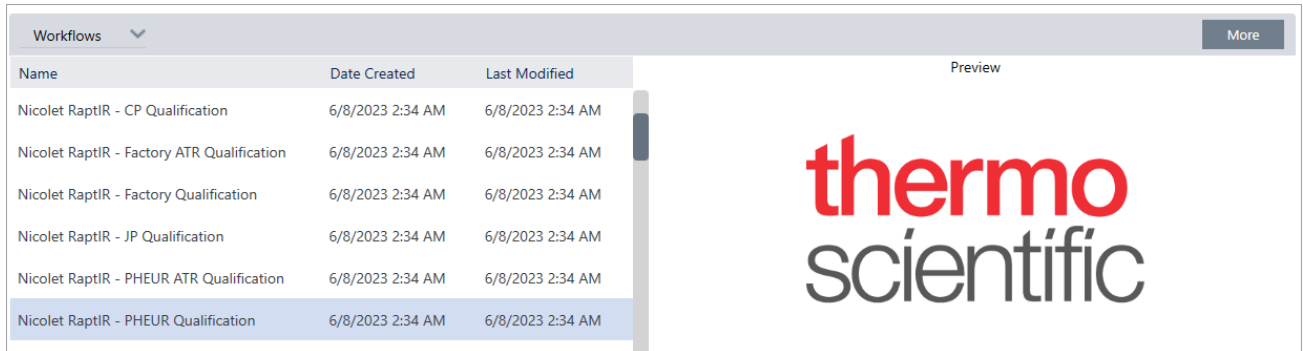 Workflows
More
Name Date Created Last Modified
Preview
Nicolet RaptIR - CP Qualification 6/8/2023 2:34 AM 6/8/2023 2:34 AM
Nicolet RaptIR - Factory ATR Qualification 6/8/2023 2:34 AM 6/8/2023 2:34 AM
Nicolet RaptIR - Factory Qualification 6/8/2023 2:34 AM 6/8/2023 2:34 AM
Nicolet RaptIR - JP Qualification 6/8/2023 2:34 AM 6/8/2023 2:34 AM
Nicolet RaptIR - PHEUR ATR Qualification 6/8/2023 2:34 AM 6/8/2023 2:34 AM
Nicolet RaptIR - PHEUR Qualification 6/8/2023 2:34 AM 6/8/2023 2:34 AM
thermo
scientific